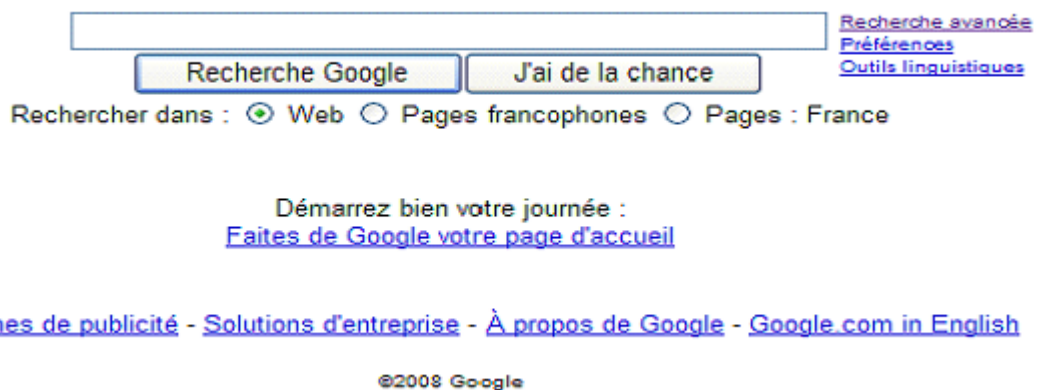 Recherche avancée
Préférences
Outils linguistiques
Recherche Google J'ai de la chance
Rechercher dans : Web Pages francophones Pages : France
Démarrez bien votre journée :
Faites de Google votre page d'accueil
de publicité - Solutions d'entreprise - À propos de Google - Google.com in English
©2008 Google